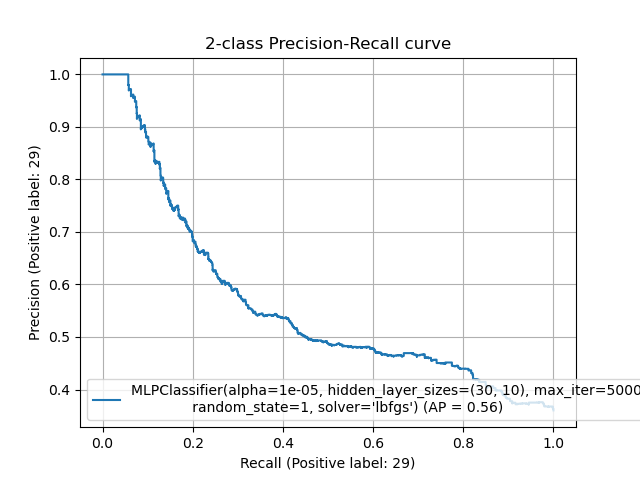 2-class Precision-Recall curve
1.0
0.9
0.8
0.7
0.6
0.5
0.4
Precision (Positive label: 29)
MLPClassifier(alpha=1e-05, hidden_layer_sizes=(30, 10), max_iter=5000
random_state=1, solver='lbfgs') (AP = 0.56)
0.0 0.2 0.4 0.6 0.8 1.0
Recall (Positive label: 29)